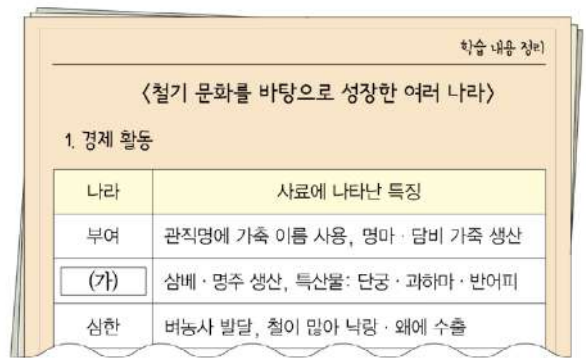 학습 내용 정리
〈철기 문화를 바탕으로 성장한 여러 나라〉
1. 경제 활동
나라 사료에 나타난 특징
부여 관직명에 가축 이름 사용, 명마·담비 가죽 생산
(가) 삼베·명주 생산, 특산물: 단궁·과하마·반어피
삼한 벼농사 발달, 철이 많아 낙랑·왜에 수출